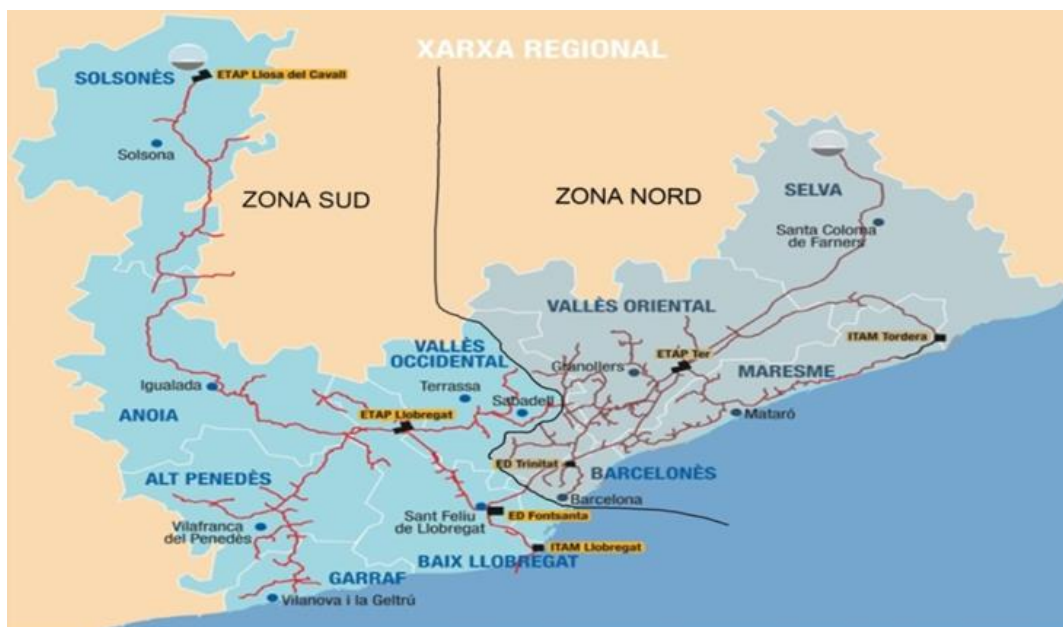 XARXA REGIONAL
SOLSONÈS
ETAP Llosa del Cavall
Solsona
ZONA SUD
ZONA NORD
SELVA
Santa Coloma
de Farners
VALLÈS ORIENTAL
ITAM Tordera
ETAP Ter
VALLÈS
OCCIDENTAL
Granollers
MARESME
Igualada
Terrassa
Sabadell
ANOIA
ETAP Llobregat
Mataró
ED Trinitat
BARCELONÈS
ALT PENEDÈS
Barcelona
Sant Feliu
de Llobregat
ED Fontsanta
Vilafranca
del Penedès
ITAM Llobregat
BAIX LLOBREGAT
GARRAF
Vilanova i la Geltrú